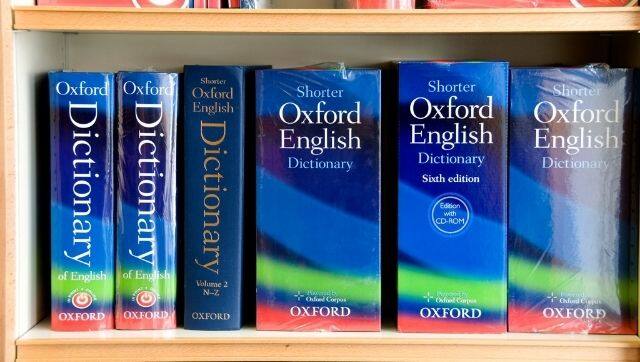 Oxford
Dictionary
of English
Oxford
Dictionary
of English
Shorter
Oxford
English
Dictionary
Volume 2
N–Z
OXFORD
Shorter
Oxford
English
Dictionary
Powered by
Oxford Corpus
OXFORD
Shorter
Oxford
English
Dictionary
Sixth edition
Edition
with
CD-ROM
Powered by
Oxford Corpus
OXFORD
Shorter
Oxford
English
Dictionary
Powered by
Oxford Corpus
OXFORD